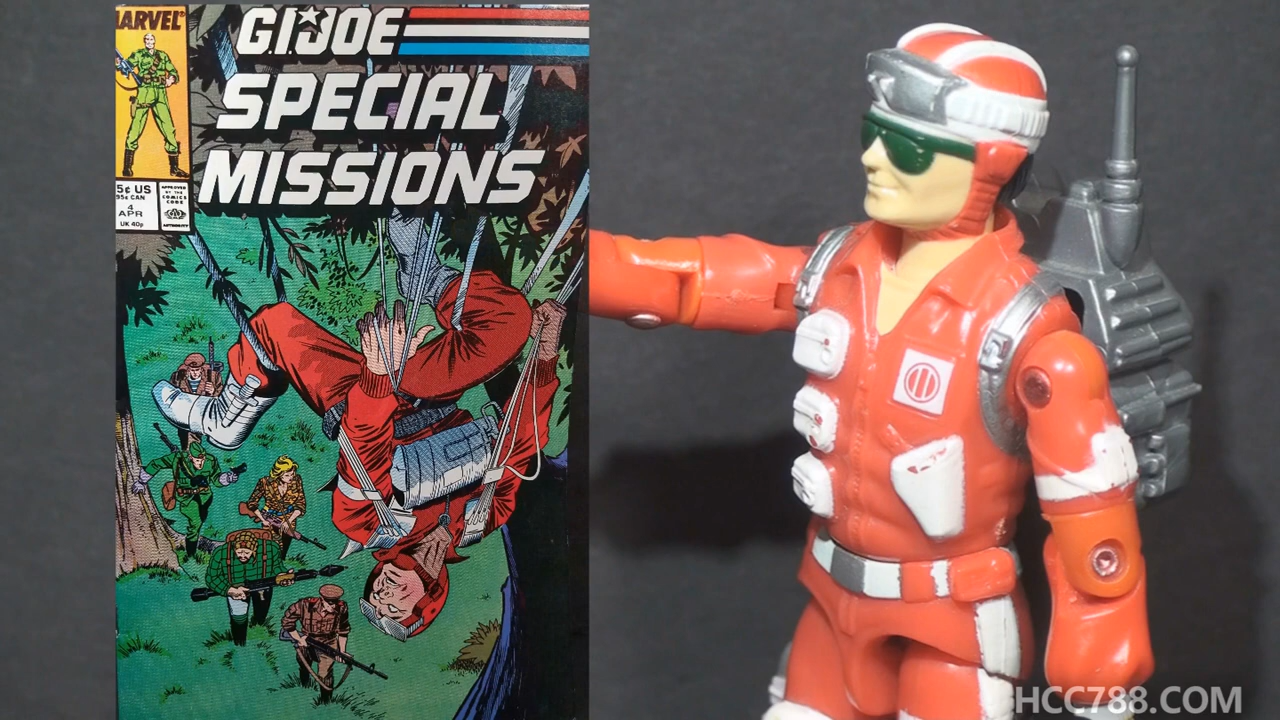 MARVEL
G.I. JOE
SPECIAL
MISSIONS
5¢ US
95¢ CAN
4
APR
UK 40p
APPROVED
BY THE
COMICS
CODE
AUTHORITY
HCC788.COM